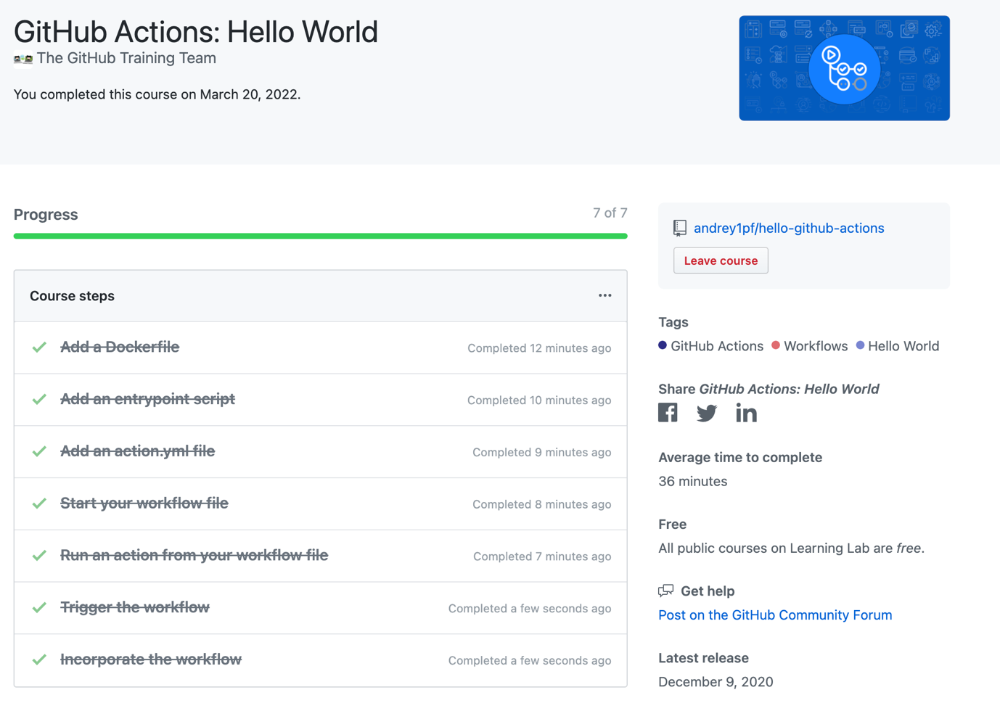 GitHub Actions: Hello World
The GitHub Training Team
You completed this course on March 20, 2022.
Progress
7 of 7
Course steps
Add a Dockerfile
Completed 12 minutes ago
Add an entrypoint script
Completed 10 minutes ago
Add an action.yml file
Completed 9 minutes ago
Start your workflow file
Completed 8 minutes ago
Run an action from your workflow file
Completed 7 minutes ago
Trigger the workflow
Completed a few seconds ago
Incorporate the workflow
Completed a few seconds ago
andrey1pf/hello-github-actions
Leave course
Tags
GitHub Actions Workflows Hello World
Share GitHub Actions: Hello World
Average time to complete
36 minutes
Free
All public courses on Learning Lab are free.
Get help
Post on the GitHub Community Forum
Latest release
December 9, 2020